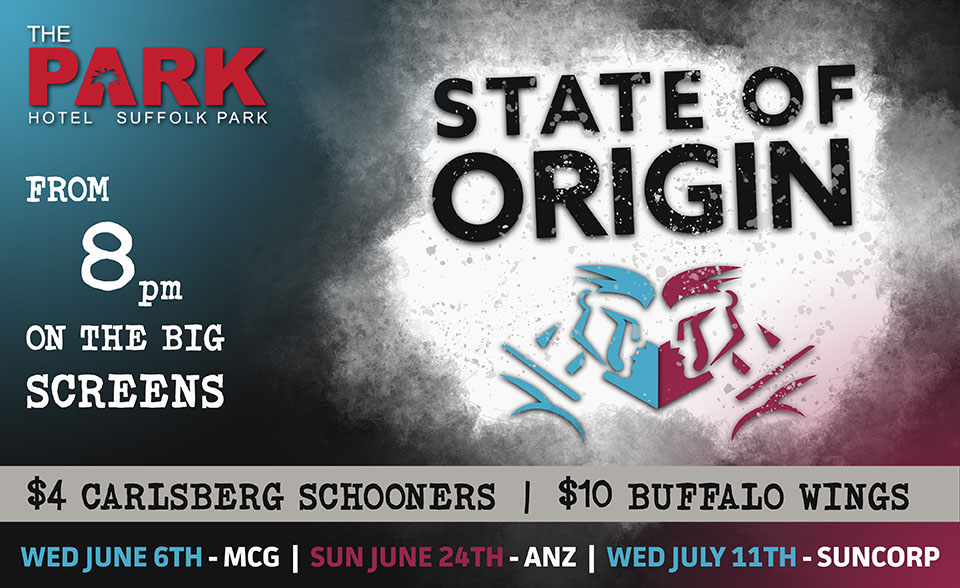 THE
PARK
HOTEL SUFFOLK PARK
STATE OF
ORIGIN
FROM
8pm
ON THE BIG
SCREENS
$4 CARLSBERG SCHOONERS | $10 BUFFALO WINGS
WED JUNE 6TH - MCG | SUN JUNE 24TH - ANZ | WED JULY 11TH - SUNCORP